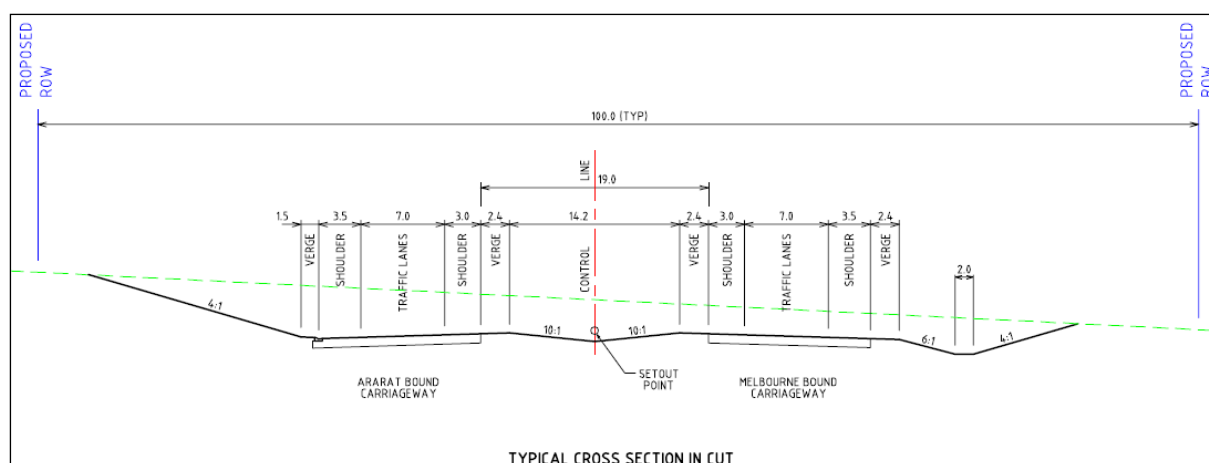 PROPOSED
ROW
PROPOSED
ROW
100.0 (TYP)
LINE
19.0
1.5
3.5
7.0
3.0
2.4
14.2
2.4
3.0
7.0
3.5
2.4
VERGE
SHOULDER
TRAFFIC LANES
SHOULDER
VERGE
CONTROL
VERGE
SHOULDER
TRAFFIC LANES
SHOULDER
VERGE
2.0
4:1
10:1
10:1
6:1
4:1
SETOUT
POINT
ARARAT BOUND
CARRIAGEWAY
MELBOURNE BOUND
CARRIAGEWAY
TYPICAL CROSS SECTION IN CUT